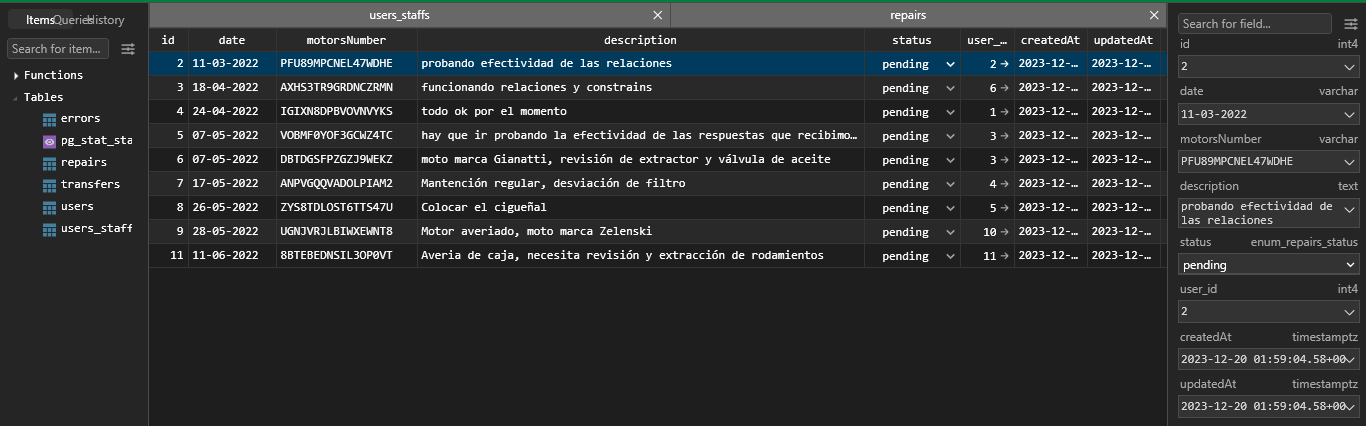 Items Queries History
Search for item...
Functions
Tables
errors
pg_stat_sta
repairs
transfers
users
users_staff
users_staffs repairs
id date motorsNumber description status user_... createdAt updatedAt
2 11-03-2022 PFU89MPCNEL47WDHE probando efectividad de las relaciones pending 2 → 2023-12-... 2023-12-...
3 18-04-2022 AXHS3TR9GRDNCZRMN funcionando relaciones y constrains pending 6 → 2023-12-... 2023-12-...
4 24-04-2022 IGIXN8DPBVOVNVYKS todo ok por el momento pending 1 → 2023-12-... 2023-12-...
5 07-05-2022 VOBMF0YOF3GCWZ4TC hay que ir probando la efectividad de las respuestas que recibimo... pending 3 → 2023-12-... 2023-12-...
6 07-05-2022 DBTDGSFPZGZJ9WEKZ moto marca Gianatti, revisión de extractor y válvula de aceite pending 3 → 2023-12-... 2023-12-...
7 17-05-2022 ANPVGQQVADOLPIAM2 Mantención regular, desviación de filtro pending 4 → 2023-12-... 2023-12-...
8 26-05-2022 ZYS8TDLOST6TTS47U Colocar el cigueñal pending 5 → 2023-12-... 2023-12-...
9 28-05-2022 UGNJVRJLBIWXEWNT8 Motor averiado, moto marca Zelenski pending 10 → 2023-12-... 2023-12-...
11 11-06-2022 8BTEBEDNSIL3OP0VT Averia de caja, necesita revisión y extracción de rodamientos pending 11 → 2023-12-... 2023-12-...
Search for field...
id int4
2
date varchar
11-03-2022
motorsNumber varchar
PFU89MPCNEL47WDHE
description text
probando efectividad de
las relaciones
status enum_repairs_status
pending
user_id int4
2
createdAt timestamptz
2023-12-20 01:59:04.58+00
updatedAt timestamptz
2023-12-20 01:59:04.58+00